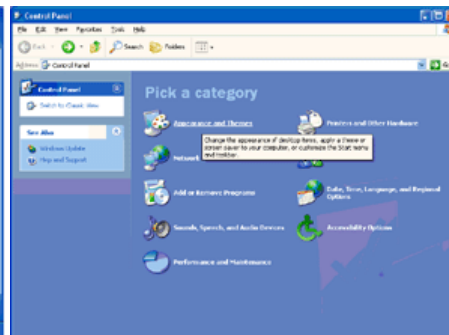 Control Panel
File Edit View Favorites Tools Help
Back Search Folders
Address Control Panel Go
Control Panel
Switch to Classic View
See Also
Windows Update
Help and Support
Pick a category
Appearance and Themes
Printers and Other Hardware
Change the appearance of desktop items, apply a theme or
screen saver to your computer, or customize the Start menu
and taskbar.
Network
Add or Remove Programs
Date, Time, Language, and Regional
Options
Sounds, Speech, and Audio Devices
Accessibility Options
Performance and Maintenance